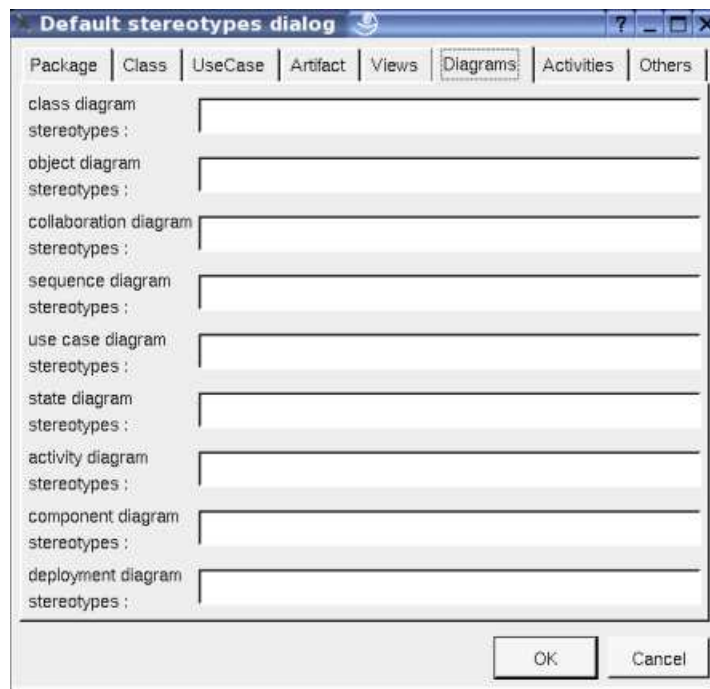 Default stereotypes dialog
Package Class UseCase Artifact Views Diagrams Activities Others
class diagram
stereotypes :
object diagram
stereotypes :
collaboration diagram
stereotypes :
sequence diagram
stereotypes :
use case diagram
stereotypes :
state diagram
stereotypes :
activity diagram
stereotypes :
component diagram
stereotypes :
deployment diagram
stereotypes :
OK Cancel